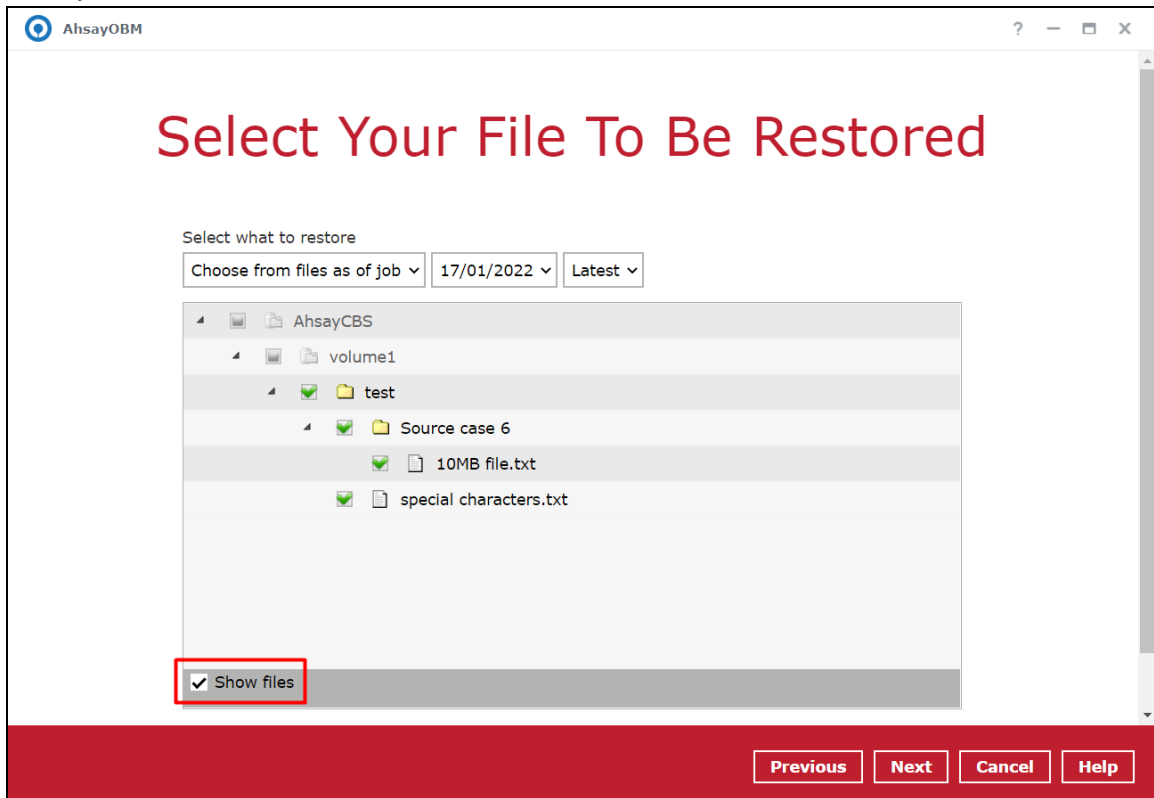 AhsayOBM
Select Your File To Be Restored
Select what to restore
Choose from files as of job 17/01/2022 Latest
AhsayCBS
volume1
test
Source case 6
10MB file.txt
special characters.txt
Show files
Previous Next Cancel Help